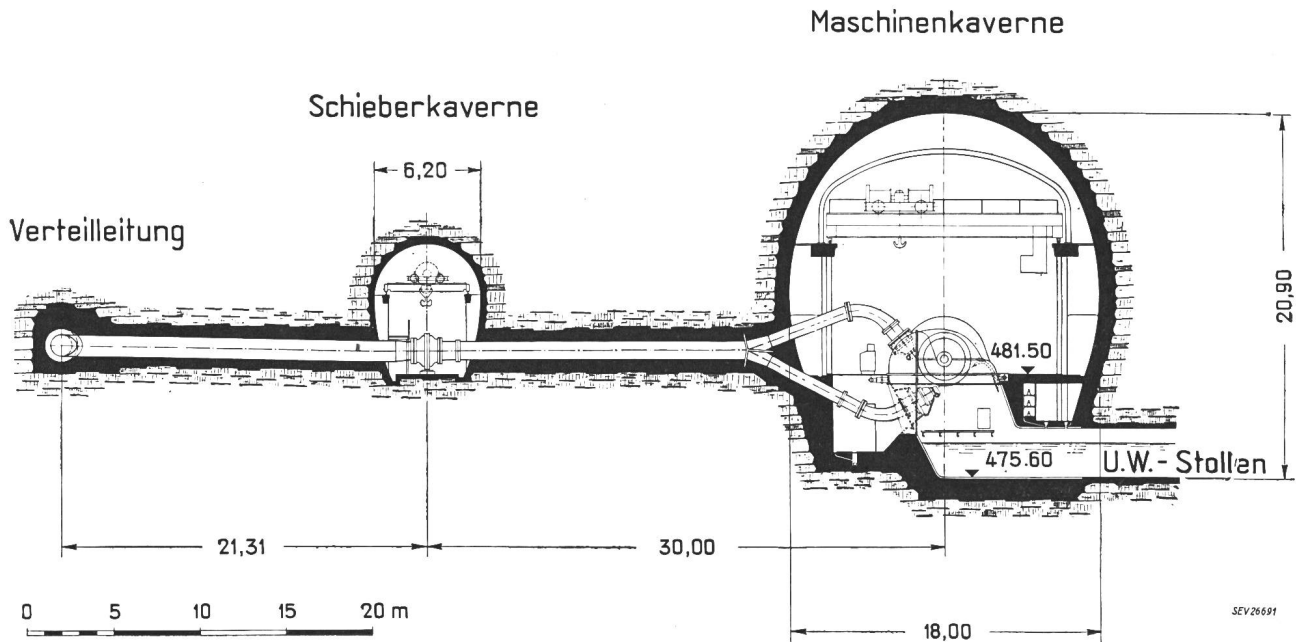 Maschinenkaverne
Schieberkaverne
6,20
Verteilleitung
20,90
481.50
475.60
U.W.-Stollen
21,31
30,00
0 5 10 15 20 m
18,00
SEV26691